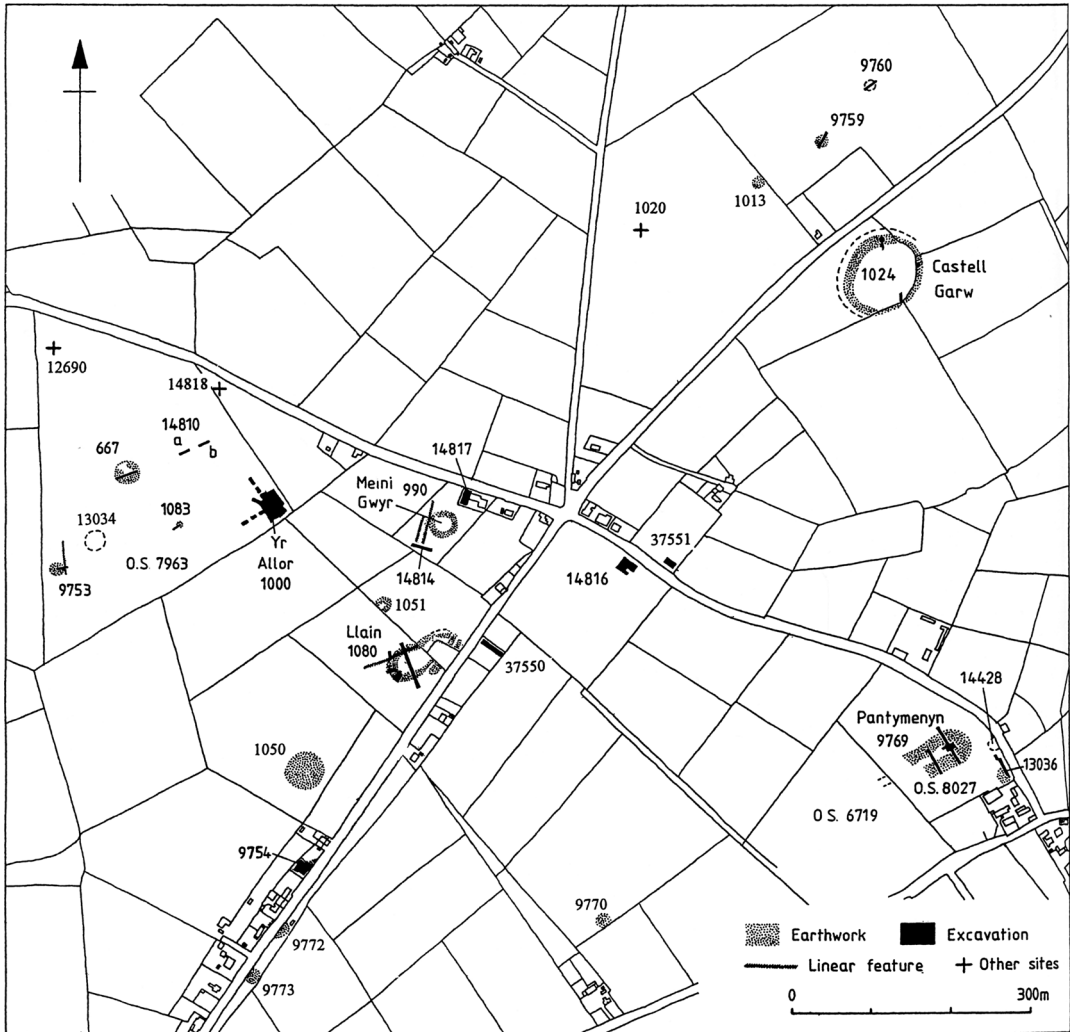 9760
9759
1013
1020
1024
Castell
Garw
12690
14818
14810
a
b
667
14817
Meini
Gwyr
990
1083
13034
Yr
Allor
1000
O.S. 7963
9753
14814
37551
14816
1051
Llain
1080
37550
14428
Pantymenyn
9769
13036
O.S. 8027
1050
O S. 6719
9754
9770
9772
9773
Earthwork
Excavation
Linear feature
Other sites
0
300m